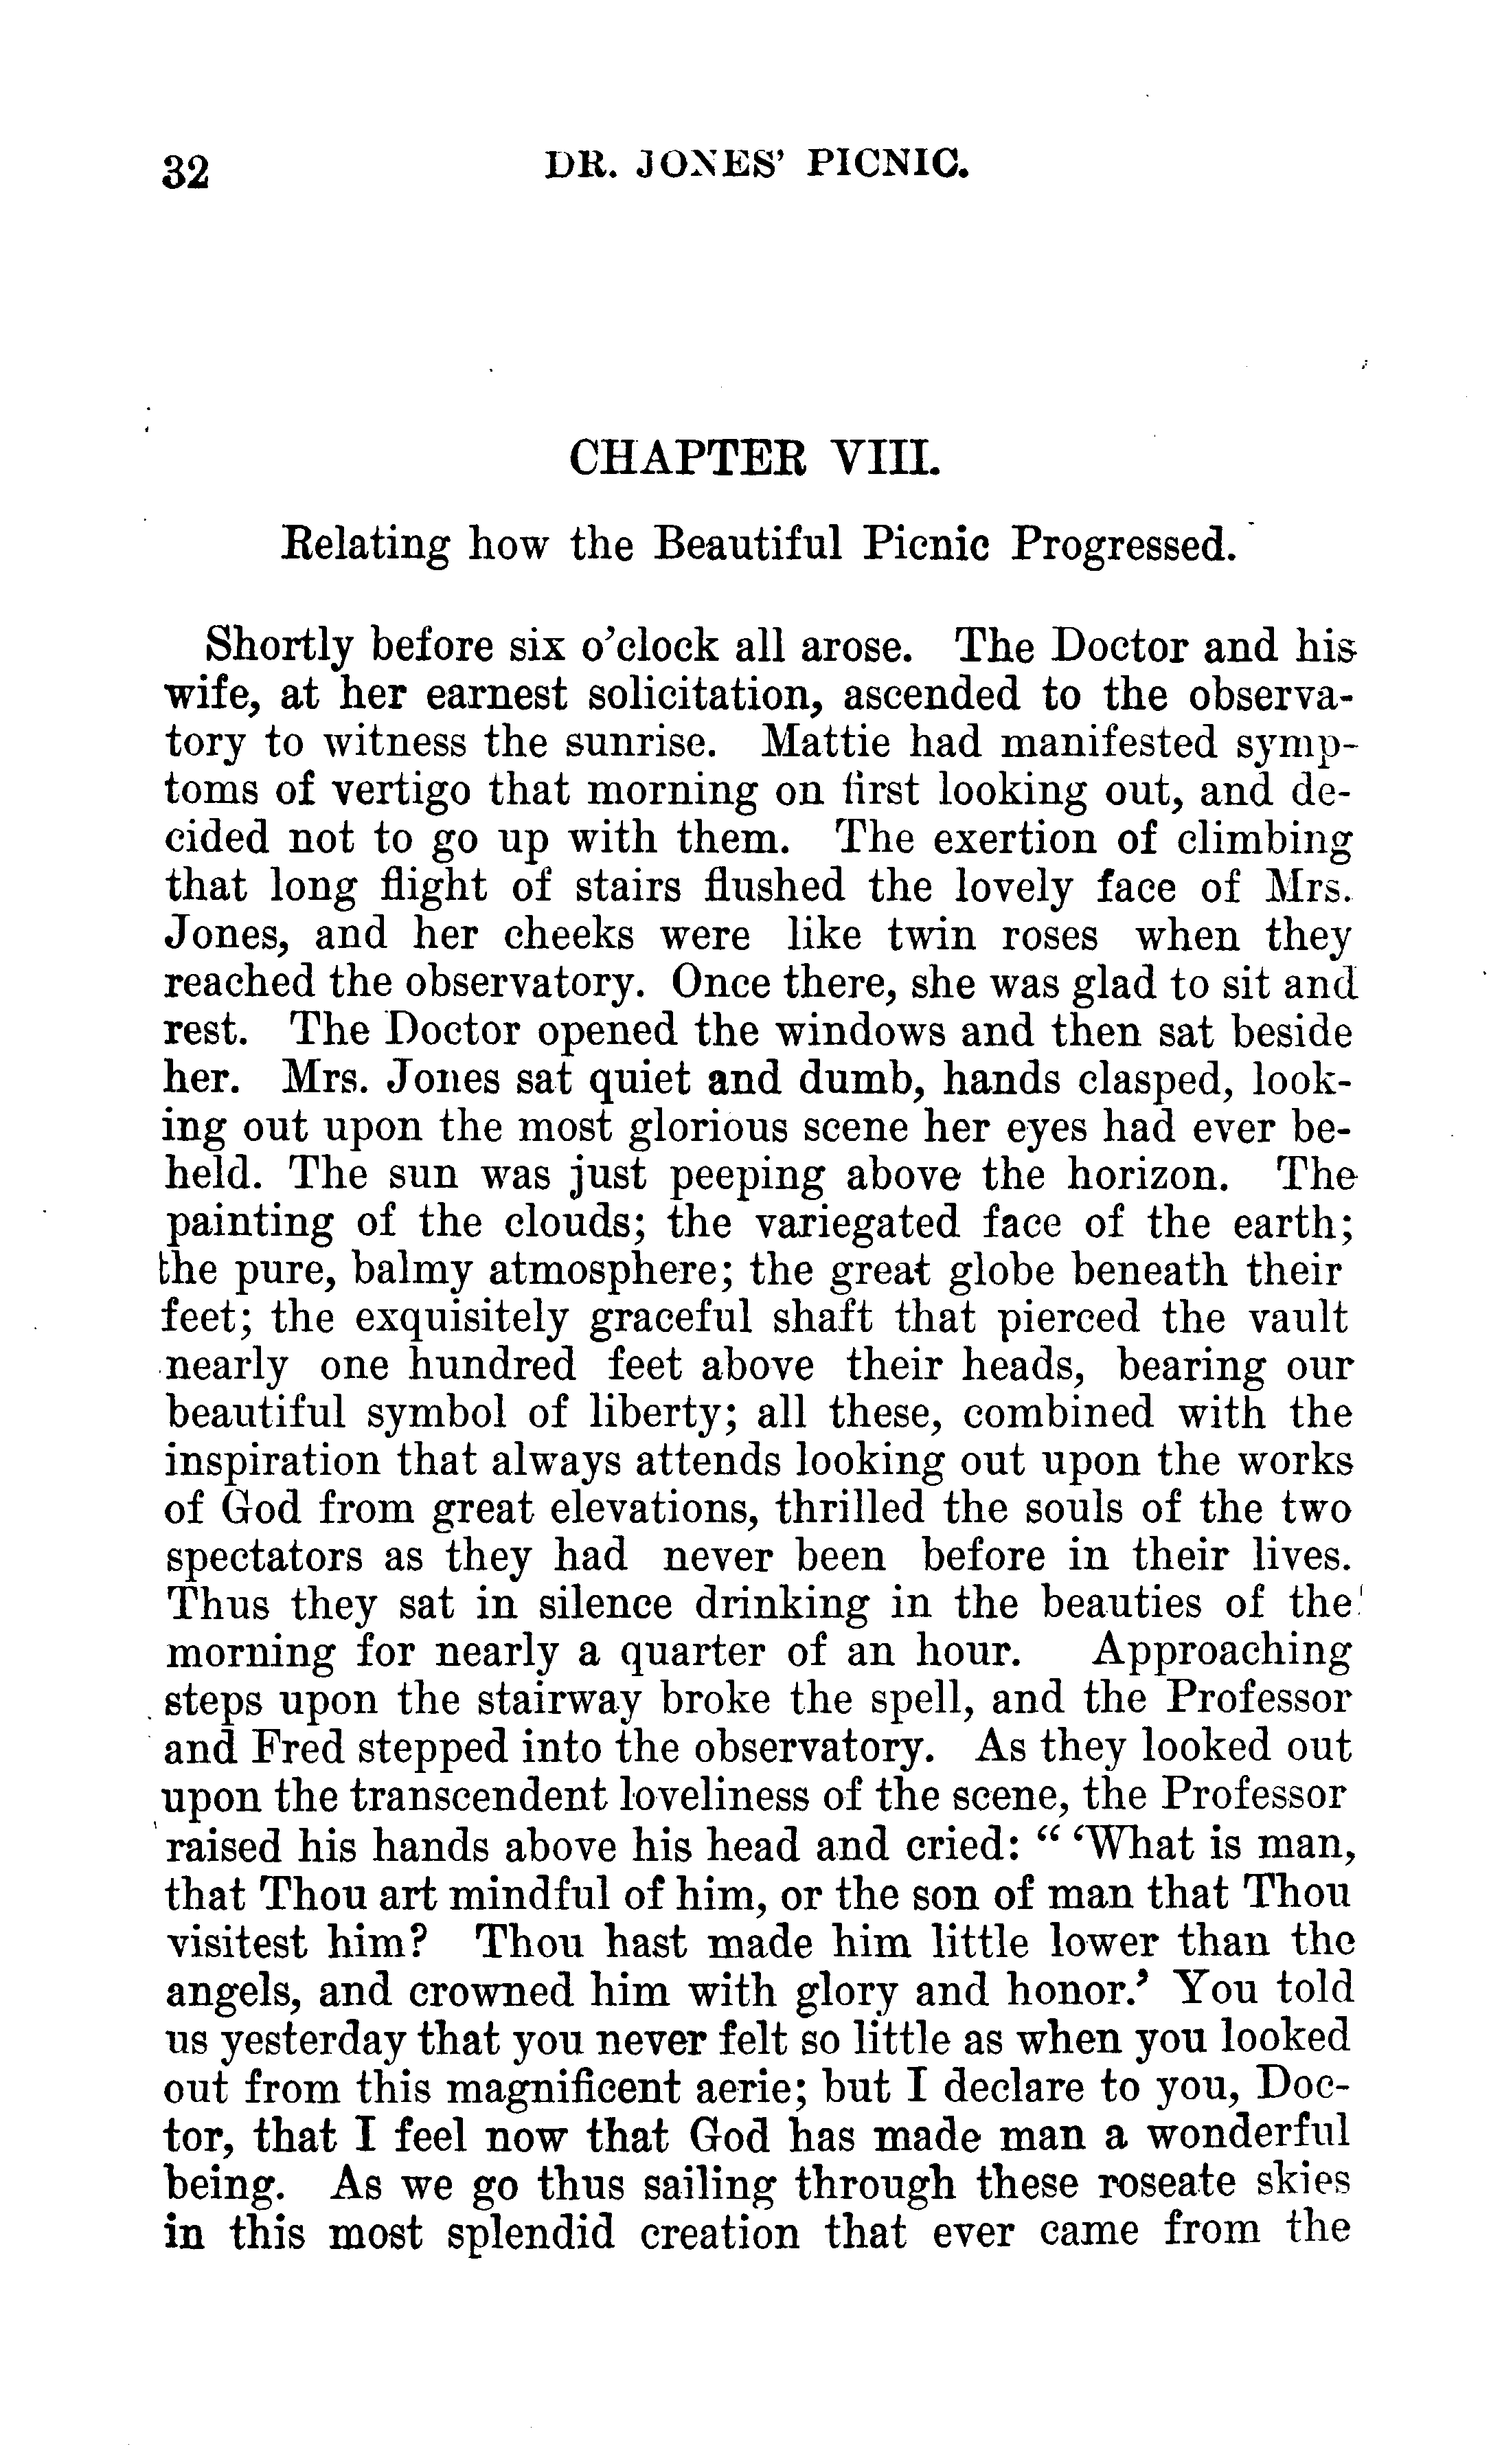 32 DR. JONES' PICNIC.
CHAPTER VIII.
Relating how the Beautiful Picnic Progressed.
Shortly before six o'clock all arose. The Doctor and his
wife, at her earnest solicitation, ascended to the observa-
tory to witness the sunrise. Mattie had manifested symp-
toms of vertigo that morning on first looking out, and de-
cided not to go up with them. The exertion of climbing
that long flight of stairs flushed the lovely face of Mrs.
Jones, and her cheeks were like twin roses when they
reached the observatory. Once there, she was glad to sit and
rest. The Doctor opened the windows and then sat beside
her. Mrs. Jones sat quiet and dumb, hands clasped, look-
ing out upon the most glorious scene her eyes had ever be-
held. The sun was just peeping above the horizon. The
painting of the clouds; the variegated face of the earth;
the pure, balmy atmosphere; the great globe beneath their
feet; the exquisitely graceful shaft that pierced the vault
nearly one hundred feet above their heads, bearing our
beautiful symbol of liberty; all these, combined with the
inspiration that always attends looking out upon the works
of God from great elevations, thrilled the souls of the two
spectators as they had never been before in their lives.
Thus they sat in silence drinking in the beauties of the
morning for nearly a quarter of an hour. Approaching
steps upon the stairway broke the spell, and the Professor
and Fred stepped into the observatory. As they looked out
upon the transcendent loveliness of the scene, the Professor
raised his hands above his head and cried: " 'What is man,
that Thou art mindful of him, or the son of man that Thou
visitest him? Thou hast made him little lower than the
angels, and crowned him with glory and honor.' You told
us yesterday that you never felt so little as when you looked
out from this magnificent aerie; but I declare to you, Doc-
tor, that I feel now that God has made man a wonderful
being. As we go thus sailing through these roseate skies
in this most splendid creation that ever came from the